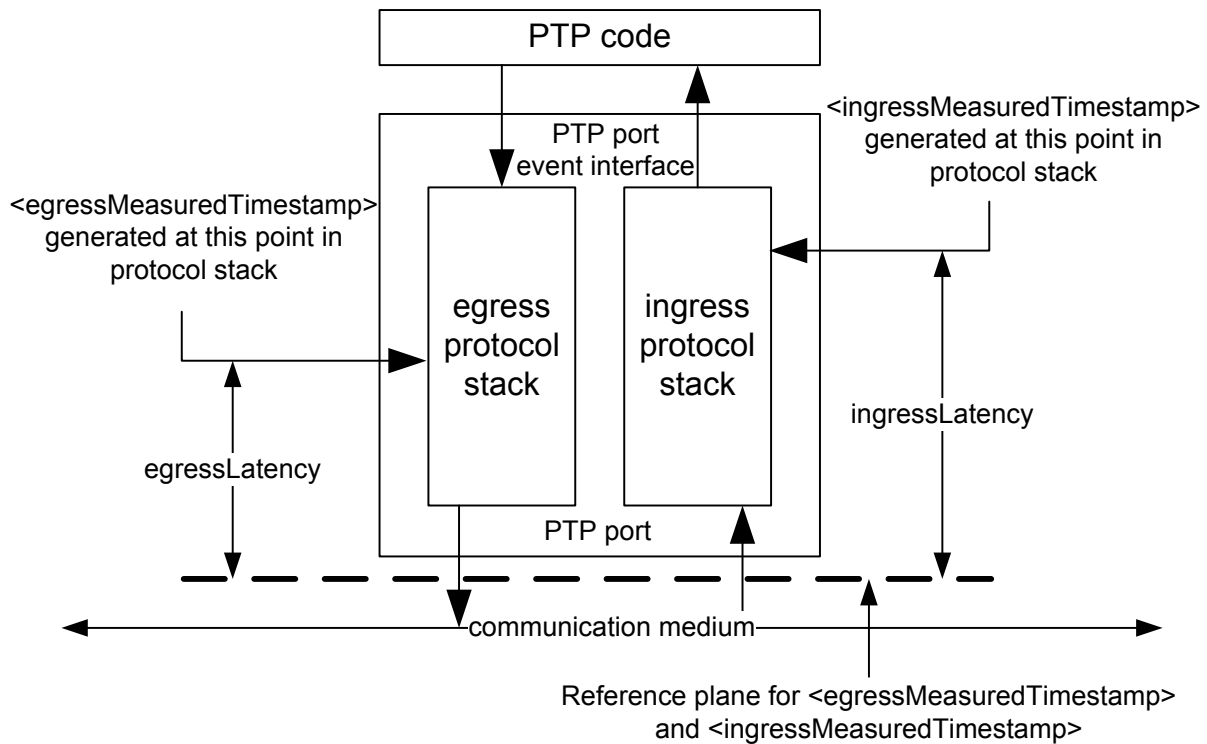 PTP code
<ingressMeasuredTimestamp>
generated at this point in
protocol stack
PTP port
event interface
<egressMeasuredTimestamp>
generated at this point in
protocol stack
egress
protocol
stack
ingress
protocol
stack
ingressLatency
egressLatency
PTP port
communication medium
Reference plane for <egressMeasuredTimestamp>
and <ingressMeasuredTimestamp>